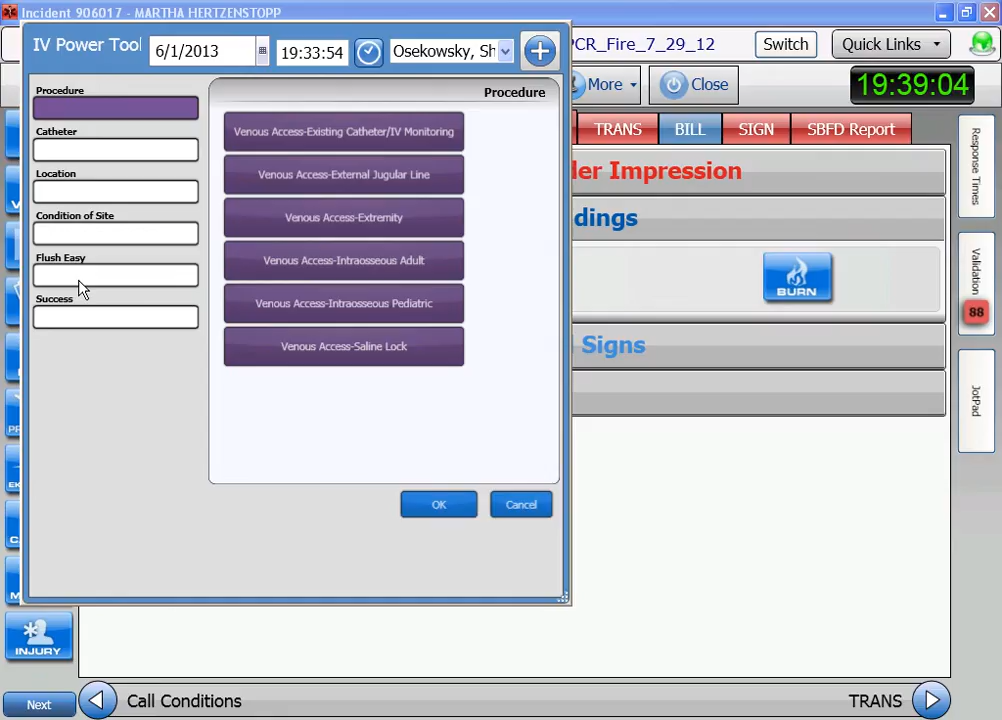 Incident 906017 - MARTHA HERTZENSTOPP
IV Power Tool
6/1/2013
19:33:54
Osekowsky, Sh
PCR_Fire_7_29_12
Switch
Quick Links
More
Close
19:39:04
TRANS
BILL
SIGN
SBFD Report
Procedure
Catheter
Location
Condition of Site
Flush Easy
Success
Procedure
Venous Access-Existing Catheter/IV Monitoring
Venous Access-External Jugular Line
Venous Access-Extremity
Venous Access-Intraosseous Adult
Venous Access-Intraosseous Pediatric
Venous Access-Saline Lock
OK
Cancel
der Impression
dings
BURN
Signs
Response Times
Validation
88
JotPad
INJURY
Next
Call Conditions
TRANS